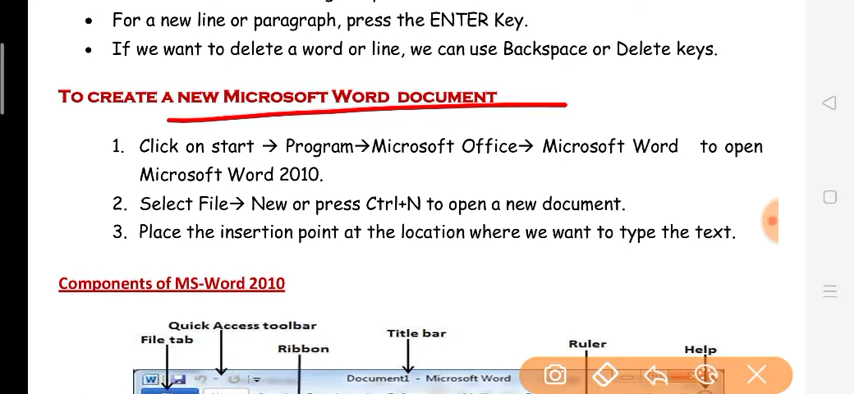 • For a new line or paragraph, press the ENTER Key.
• If we want to delete a word or line, we can use Backspace or Delete keys.
TO CREATE A NEW MICROSOFT WORD DOCUMENT
1. Click on start → Program→Microsoft Office→ Microsoft Word to open
Microsoft Word 2010.
2. Select File→ New or press Ctrl+N to open a new document.
3. Place the insertion point at the location where we want to type the text.
Components of MS-Word 2010
Quick Access toolbar
File tab
Ribbon
Title bar
Ruler
Help
W
Document1 - Microsoft Word